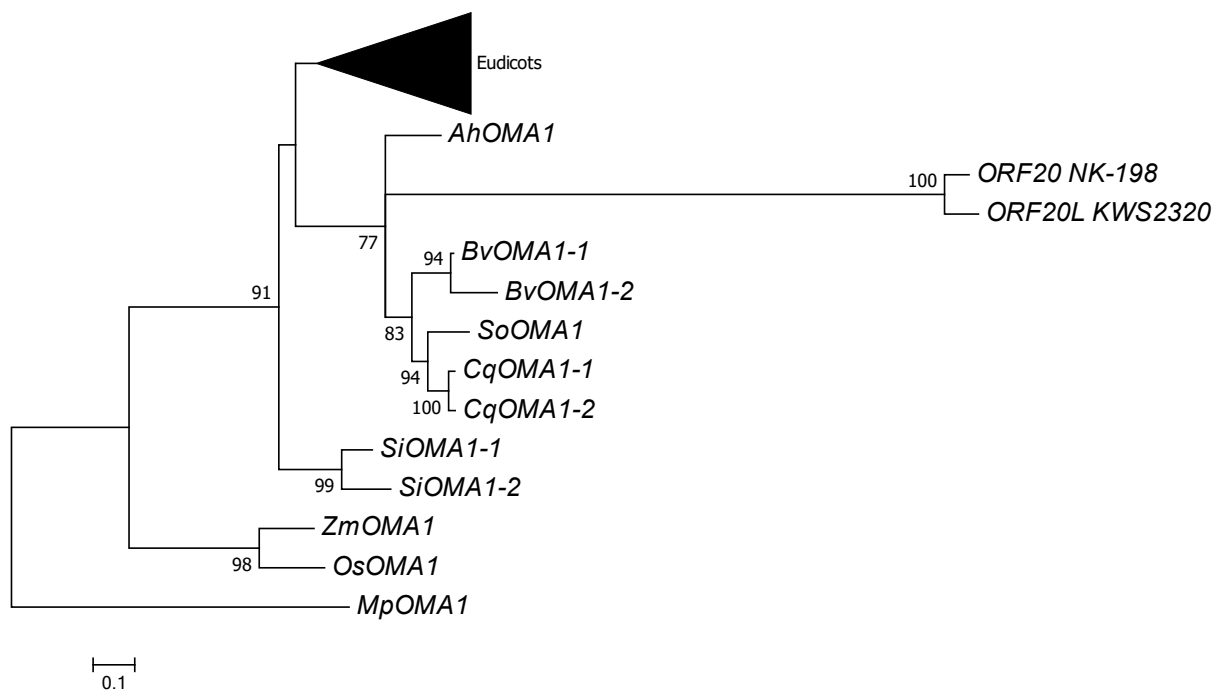 Eudicots
AhOMA1
100
ORF20 NK-198
ORF20L KWS2320
77
94
BvOMA1-1
BvOMA1-2
91
83
SoOMA1
94
CqOMA1-1
100
CqOMA1-2
SiOMA1-1
99
SiOMA1-2
ZmOMA1
98
OsOMA1
MpOMA1
0.1